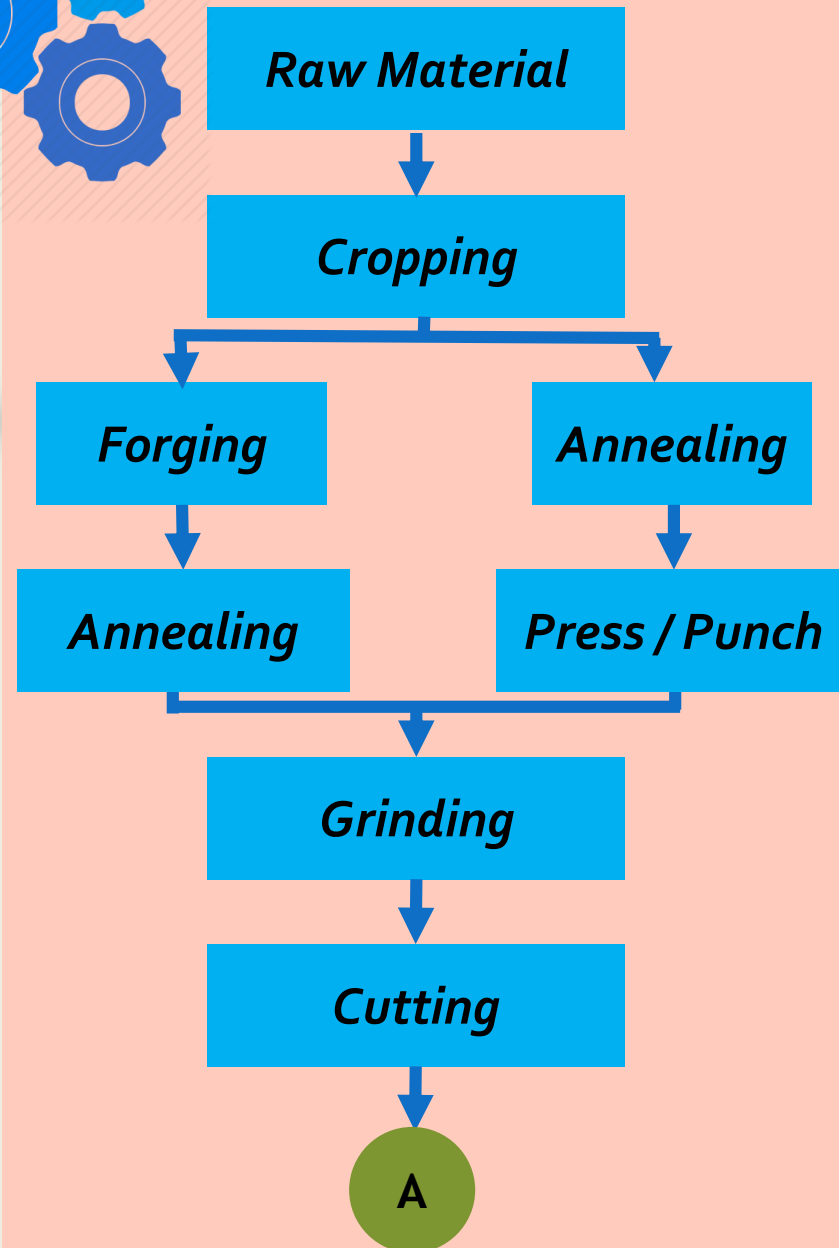 Raw Material
Cropping
Forging
Annealing
Annealing
Press / Punch
Grinding
Cutting
A